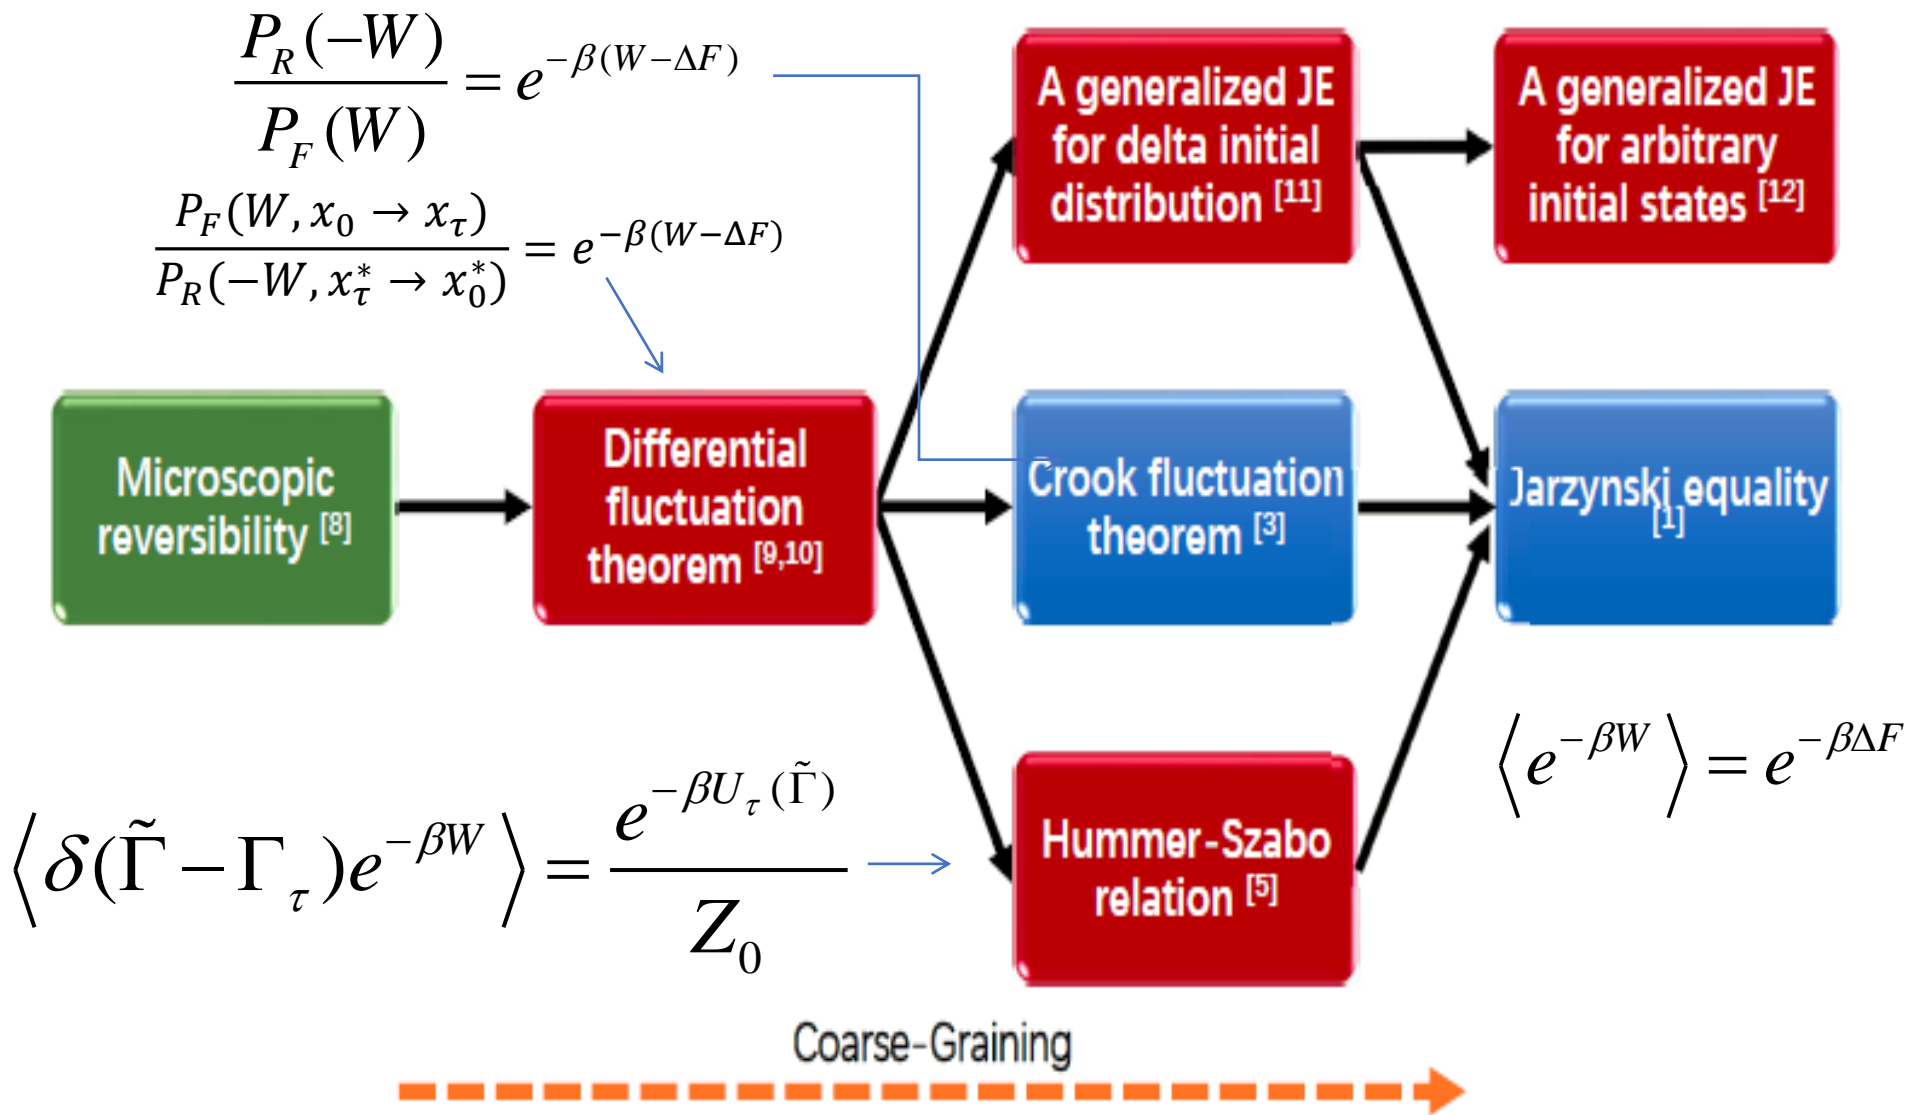 P_R(−W) / P_F(W) = e^{−β(W−ΔF)}
P_F(W, x_0 → x_τ) / P_R(−W, x_τ^* → x_0^*) = e^{−β(W−ΔF)}
A generalized JE
for delta initial
distribution [11]
A generalized JE
for arbitrary
initial states [12]
Microscopic
reversibility [8]
Differential
fluctuation
theorem [9,10]
Crook fluctuation
theorem [3]
Jarzynski equality
[1]
⟨δ(Γ̃ − Γ_τ)e^{−βW}⟩ = e^{−βU_τ(Γ̃)} / Z_0
Hummer-Szabo
relation [5]
⟨e^{−βW}⟩ = e^{−βΔF}
Coarse-Graining